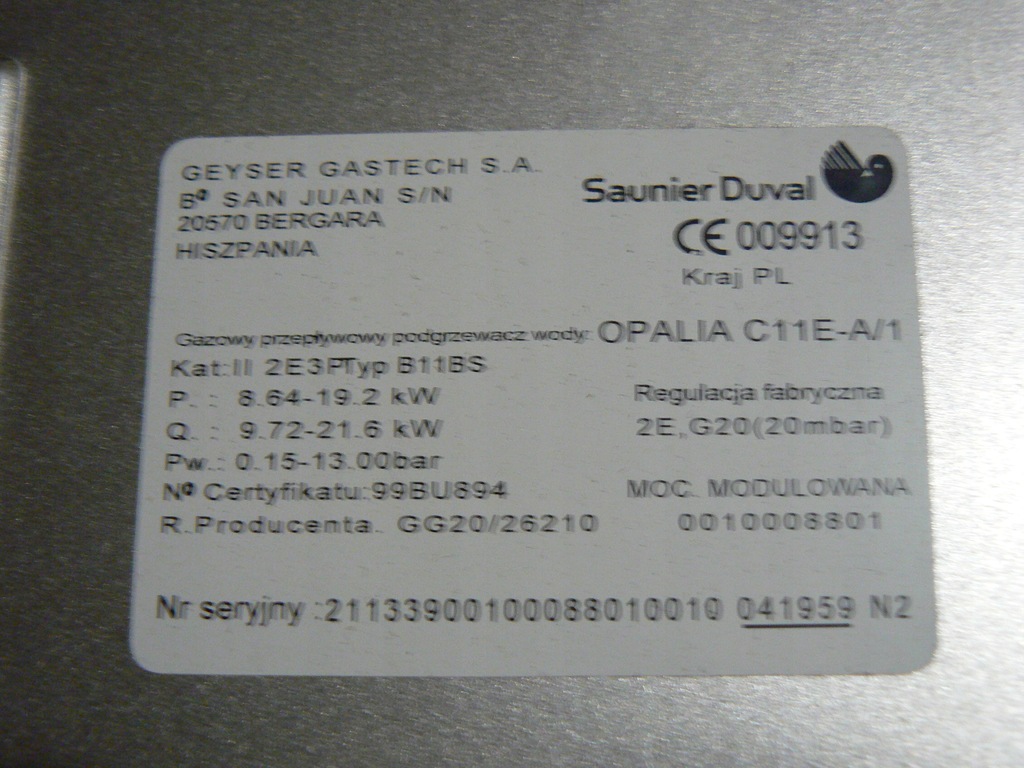 GEYSER GASTECH S.A.
Bº SAN JUAN S/N
20570 BERGARA
HISZPANIA
Saunier Duval
CE 009913
Kraj PL
Gazowy przepływowy podgrzewacz wody: OPALIA C11E-A/1
Kat:II 2E3PTyp B11BS
P. : 8.64-19.2 kW
Regulacja fabryczna
Q. : 9.72-21.6 kW
2E,G20(20mbar)
Pw.: 0.15-13.00bar
Nº Certyfikatu:99BU894
MOC. MODULOWANA
R.Producenta. GG20/26210
0010008801
Nr seryjny :21133900100088010010 041959 N2